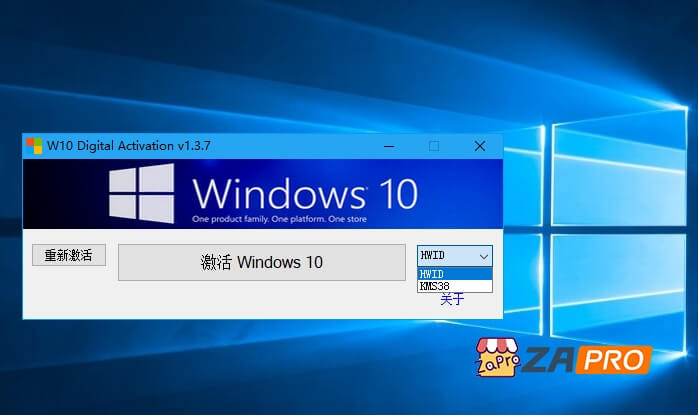 W10 Digital Activation v1.3.7
Windows 10
One product family. One platform. One store
重新激活
激活 Windows 10
HWID
HWID
KMS38
关于
ZAPRO
ZAPRO